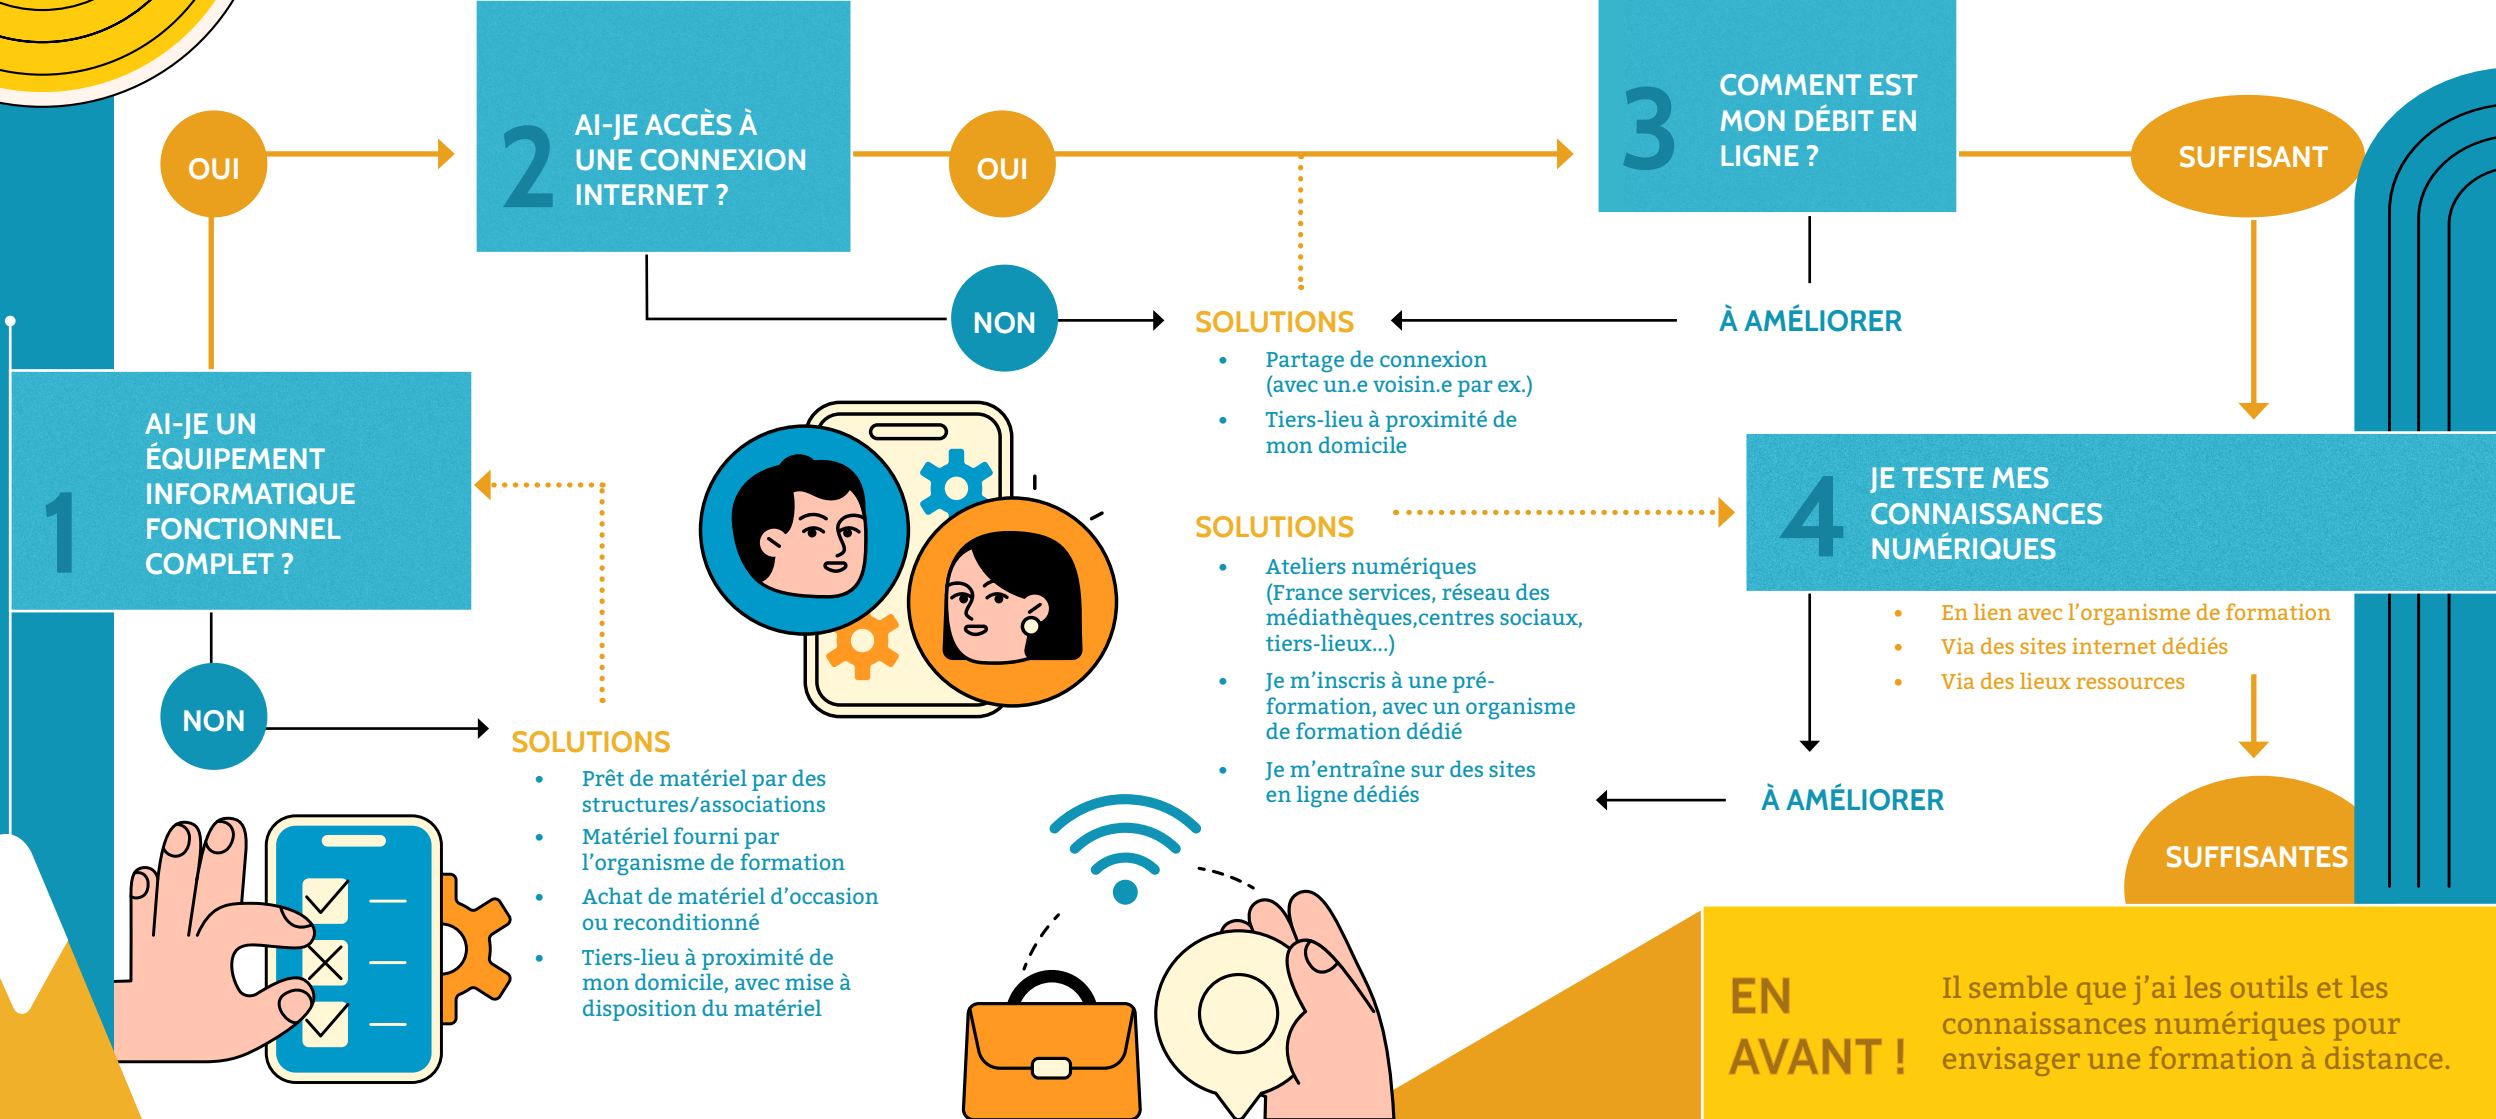 1
AI-JE UN
ÉQUIPEMENT
INFORMATIQUE
FONCTIONNEL
COMPLET ?
OUI
NON
SOLUTIONS
• Prêt de matériel par des
structures/associations
• Matériel fourni par
l’organisme de formation
• Achat de matériel d’occasion
ou reconditionné
• Tiers-lieu à proximité de
mon domicile, avec mise à
disposition du matériel
2
AI-JE ACCÈS À
UNE CONNEXION
INTERNET ?
OUI
NON
SOLUTIONS
• Partage de connexion
(avec un.e voisin.e par ex.)
• Tiers-lieu à proximité de
mon domicile
3
COMMENT EST
MON DÉBIT EN
LIGNE ?
SUFFISANT
À AMÉLIORER
4
JE TESTE MES
CONNAISSANCES
NUMÉRIQUES
• En lien avec l’organisme de formation
• Via des sites internet dédiés
• Via des lieux ressources
À AMÉLIORER
SOLUTIONS
• Ateliers numériques
(France services, réseau des
médiathèques,centres sociaux,
tiers-lieux...)
• Je m’inscris à une pré-
formation, avec un organisme
de formation dédié
• Je m’entraîne sur des sites
en ligne dédiés
SUFFISANTES
EN
AVANT !
Il semble que j’ai les outils et les
connaissances numériques pour
envisager une formation à distance.